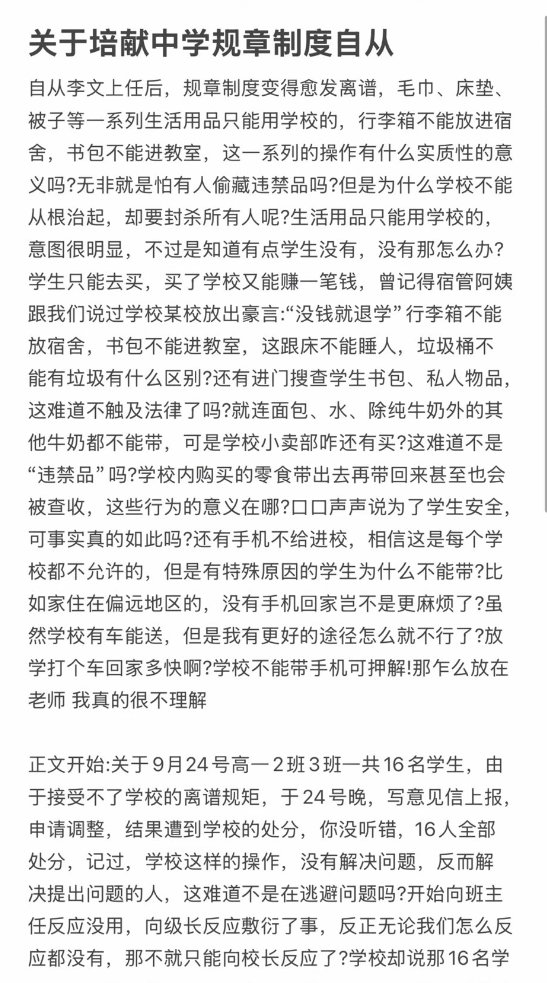 关于培献中学规章制度自从
自从李文上任后，规章制度变得愈发离谱，毛巾、床垫、
被子等一系列生活用品只能用学校的，行李箱不能放进宿
舍，书包不能进教室，这一系列的操作有什么实质性的意
义吗?无非就是怕有人偷藏违禁品吗?但是为什么学校不能
从根治起，却要封杀所有人呢?生活用品只能用学校的，
意图很明显，不过是知道有点学生没有，没有那怎么办?
学生只能去买，买了学校又能赚一笔钱，曾记得宿管阿姨
跟我们说过学校某校放出豪言:“没钱就退学” 行李箱不能
放宿舍，书包不能进教室，这跟床不能睡人，垃圾桶不
能有垃圾有什么区别?还有进门搜查学生书包、私人物品，
这难道不触及法律了吗?就连面包、水、除纯牛奶外的其
他牛奶都不能带，可是学校小卖部咋还有买?这难道不是
“违禁品” 吗?学校内购买的零食带出去再带回来甚至也会
被查收，这些行为的意义在哪?口口声声说为了学生安全，
可事实真的如此吗?还有手机不给进校，相信这是每个学
校都不允许的，但是有特殊原因的学生为什么不能带?比
如家住在偏远地区的，没有手机回家岂不是更麻烦了?虽
然学校有车能送，但是我有更好的途径怎么就不行了?放
学打个车回家多快啊?学校不能带手机可押解!那乍么放在
老师 我真的很不理解
正文开始:关于9月24号高一2班3班一共16名学生，由
于接受不了学校的离谱规矩，于24号晚，写意见信上报，
申请调整，结果遭到学校的处分，你没听错，16人全部
处分，记过，学校这样的操作，没有解决问题，反而解
决提出问题的人，这难道不是在逃避问题吗?开始向班主
任反应没用，向级长反应敷衍了事，反正无论我们怎么反
应都没有，那不就只能向校长反应了?学校却说那16名学